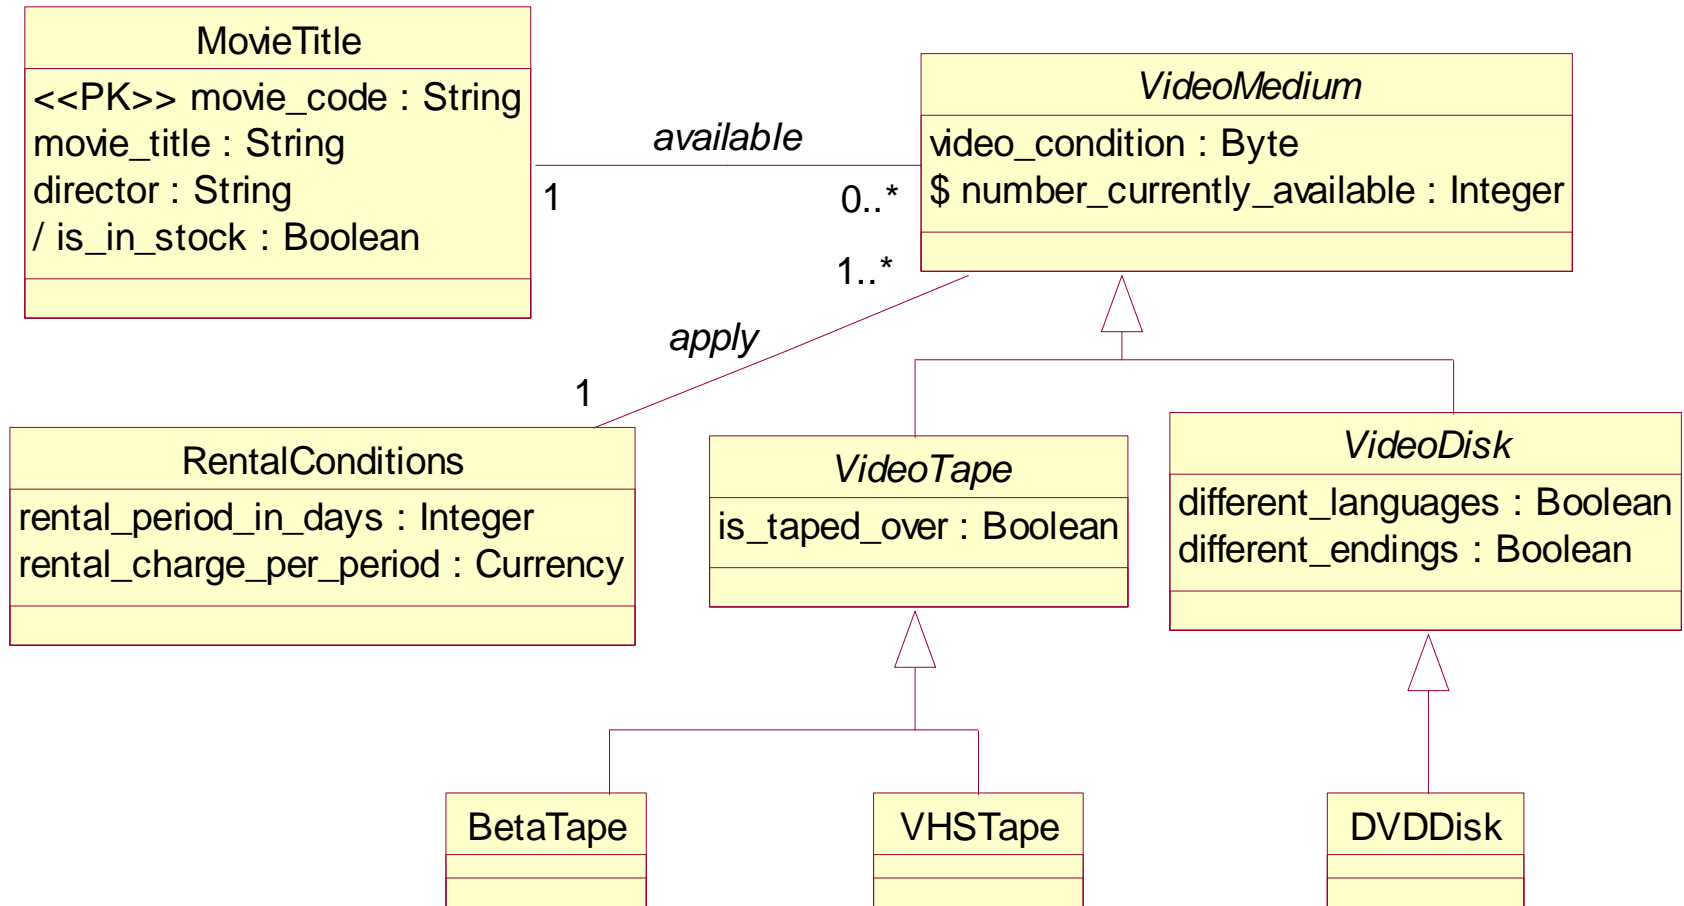 MovieTitle
<<PK>> movie_code : String
movie_title : String
director : String
/ is_in_stock : Boolean
available
1
0..*
VideoMedium
video_condition : Byte
$ number_currently_available : Integer
1..*
apply
1
RentalConditions
rental_period_in_days : Integer
rental_charge_per_period : Currency
VideoTape
is_taped_over : Boolean
VideoDisk
different_languages : Boolean
different_endings : Boolean
BetaTape
VHSTape
DVDDisk